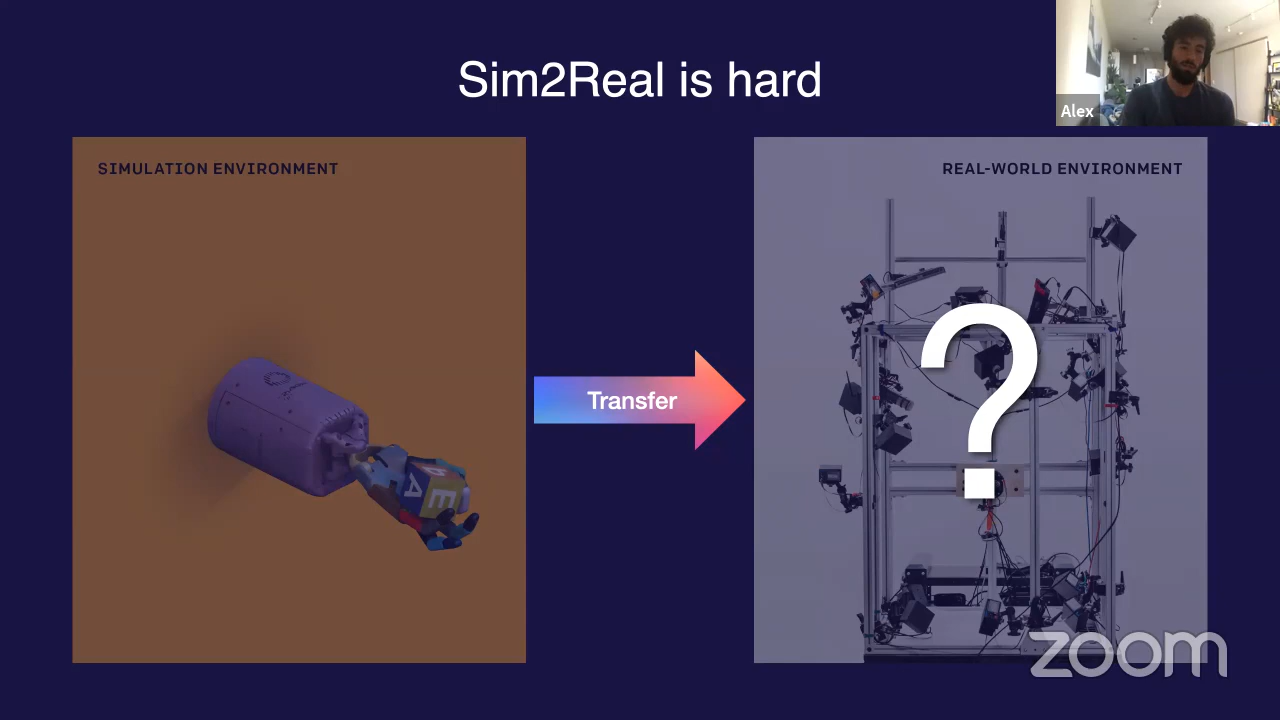 Sim2Real is hard
Alex
SIMULATION ENVIRONMENT
REAL-WORLD ENVIRONMENT
Transfer
?
A
E
zoom